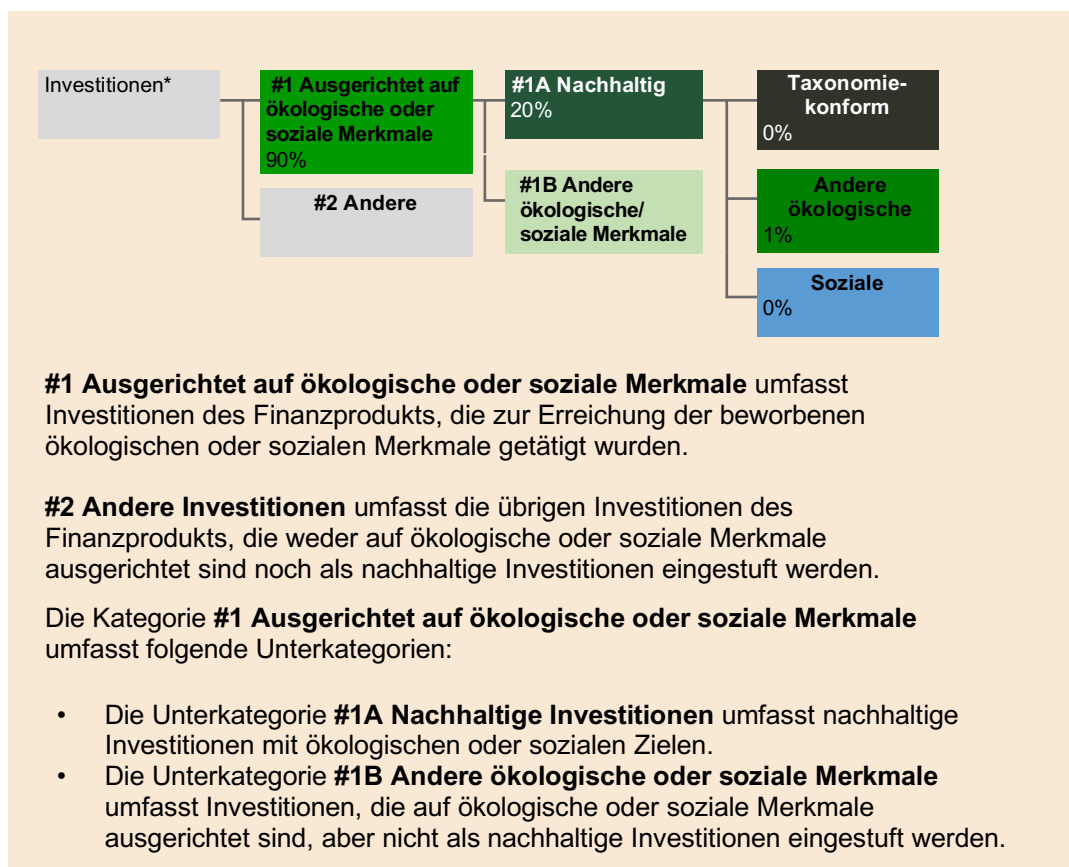 Investitionen*
#1 Ausgerichtet auf
ökologische oder
soziale Merkmale
90%
#2 Andere
#1A Nachhaltig
20%
#1B Andere
ökologische/
soziale Merkmale
Taxonomie-
konform
0%
Andere
ökologische
1%
Soziale
0%
#1 Ausgerichtet auf ökologische oder soziale Merkmale umfasst
Investitionen des Finanzprodukts, die zur Erreichung der beworbenen
ökologischen oder sozialen Merkmale getätigt wurden.
#2 Andere Investitionen umfasst die übrigen Investitionen des
Finanzprodukts, die weder auf ökologische oder soziale Merkmale
ausgerichtet sind noch als nachhaltige Investitionen eingestuft werden.
Die Kategorie #1 Ausgerichtet auf ökologische oder soziale Merkmale
umfasst folgende Unterkategorien:
• Die Unterkategorie #1A Nachhaltige Investitionen umfasst nachhaltige
Investitionen mit ökologischen oder sozialen Zielen.
• Die Unterkategorie #1B Andere ökologische oder soziale Merkmale
umfasst Investitionen, die auf ökologische oder soziale Merkmale
ausgerichtet sind, aber nicht als nachhaltige Investitionen eingestuft werden.